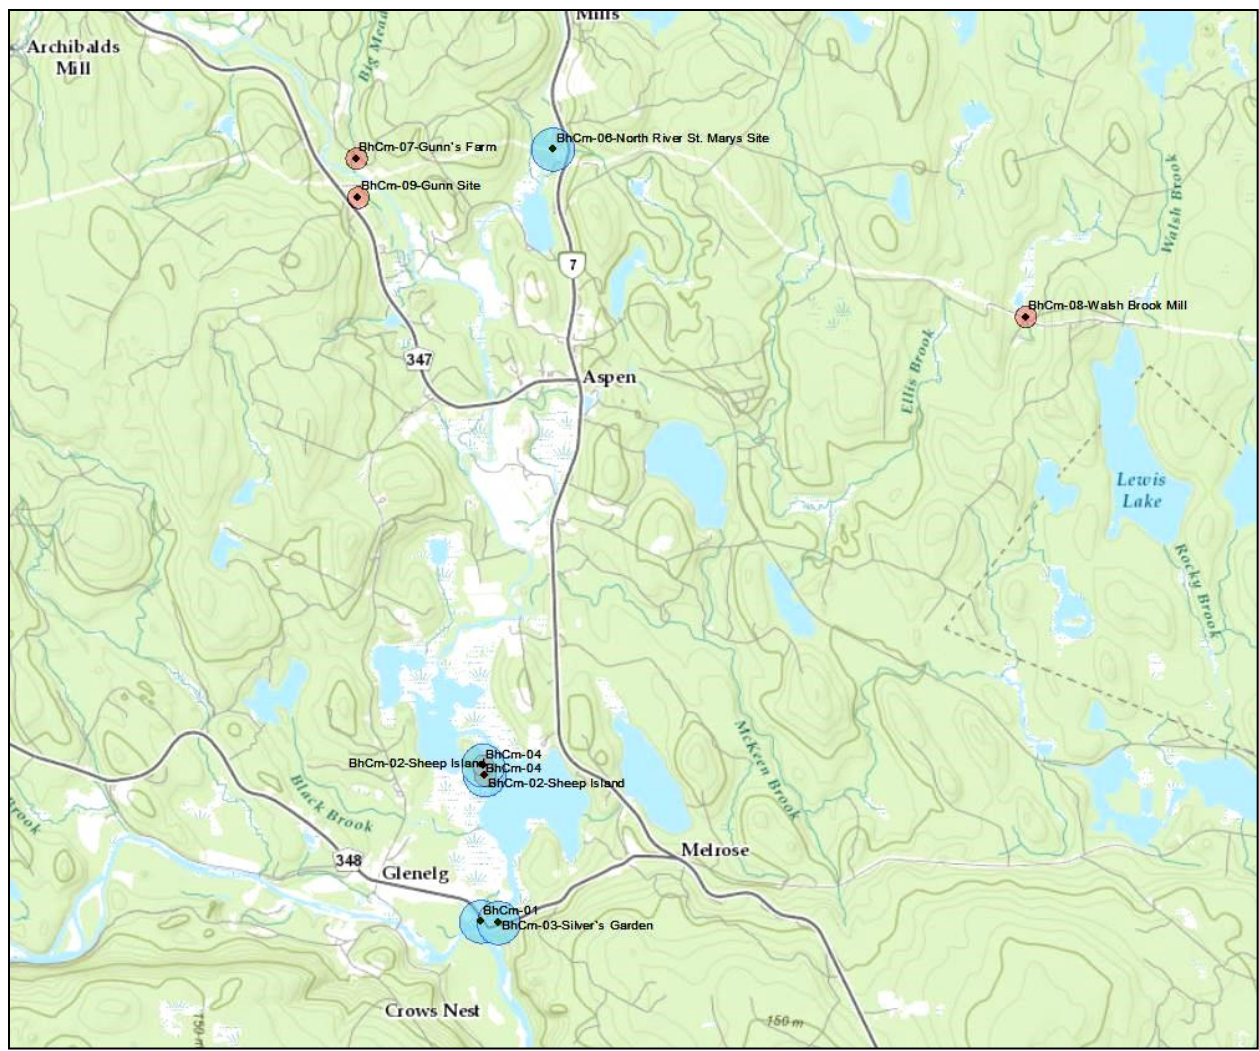 Mills
Archibalds
Mill
Big Mead
BhCm-06-North River St. Marys Site
BhCm-07-Gunn's Farm
BhCm-09-Gunn Site
Walsh Brook
7
BhCm-08-Walsh Brook Mill
347
Aspen
Ellis Brook
Lewis
Lake
Rocky Brook
McKeen Brook
BhCm-04
BhCm-02-Sheep Island
BhCm-04
BhCm-02-Sheep Island
Black Brook
Brook
348
Glenelg
Melrose
BhCm-01
BhCm-03-Silver's Garden
Crows Nest
150 m
150 m